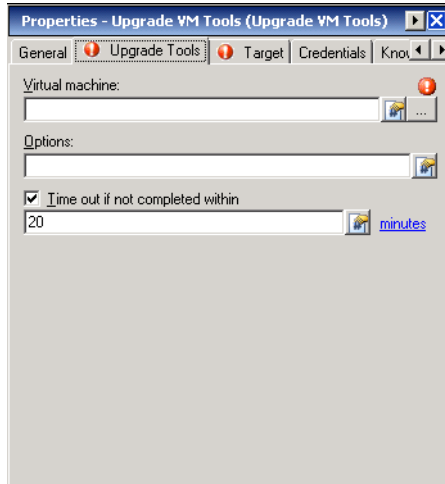 Properties - Upgrade VM Tools (Upgrade VM Tools)
General Upgrade Tools Target Credentials Know
Virtual machine:
...
Options:
Time out if not completed within
20 minutes